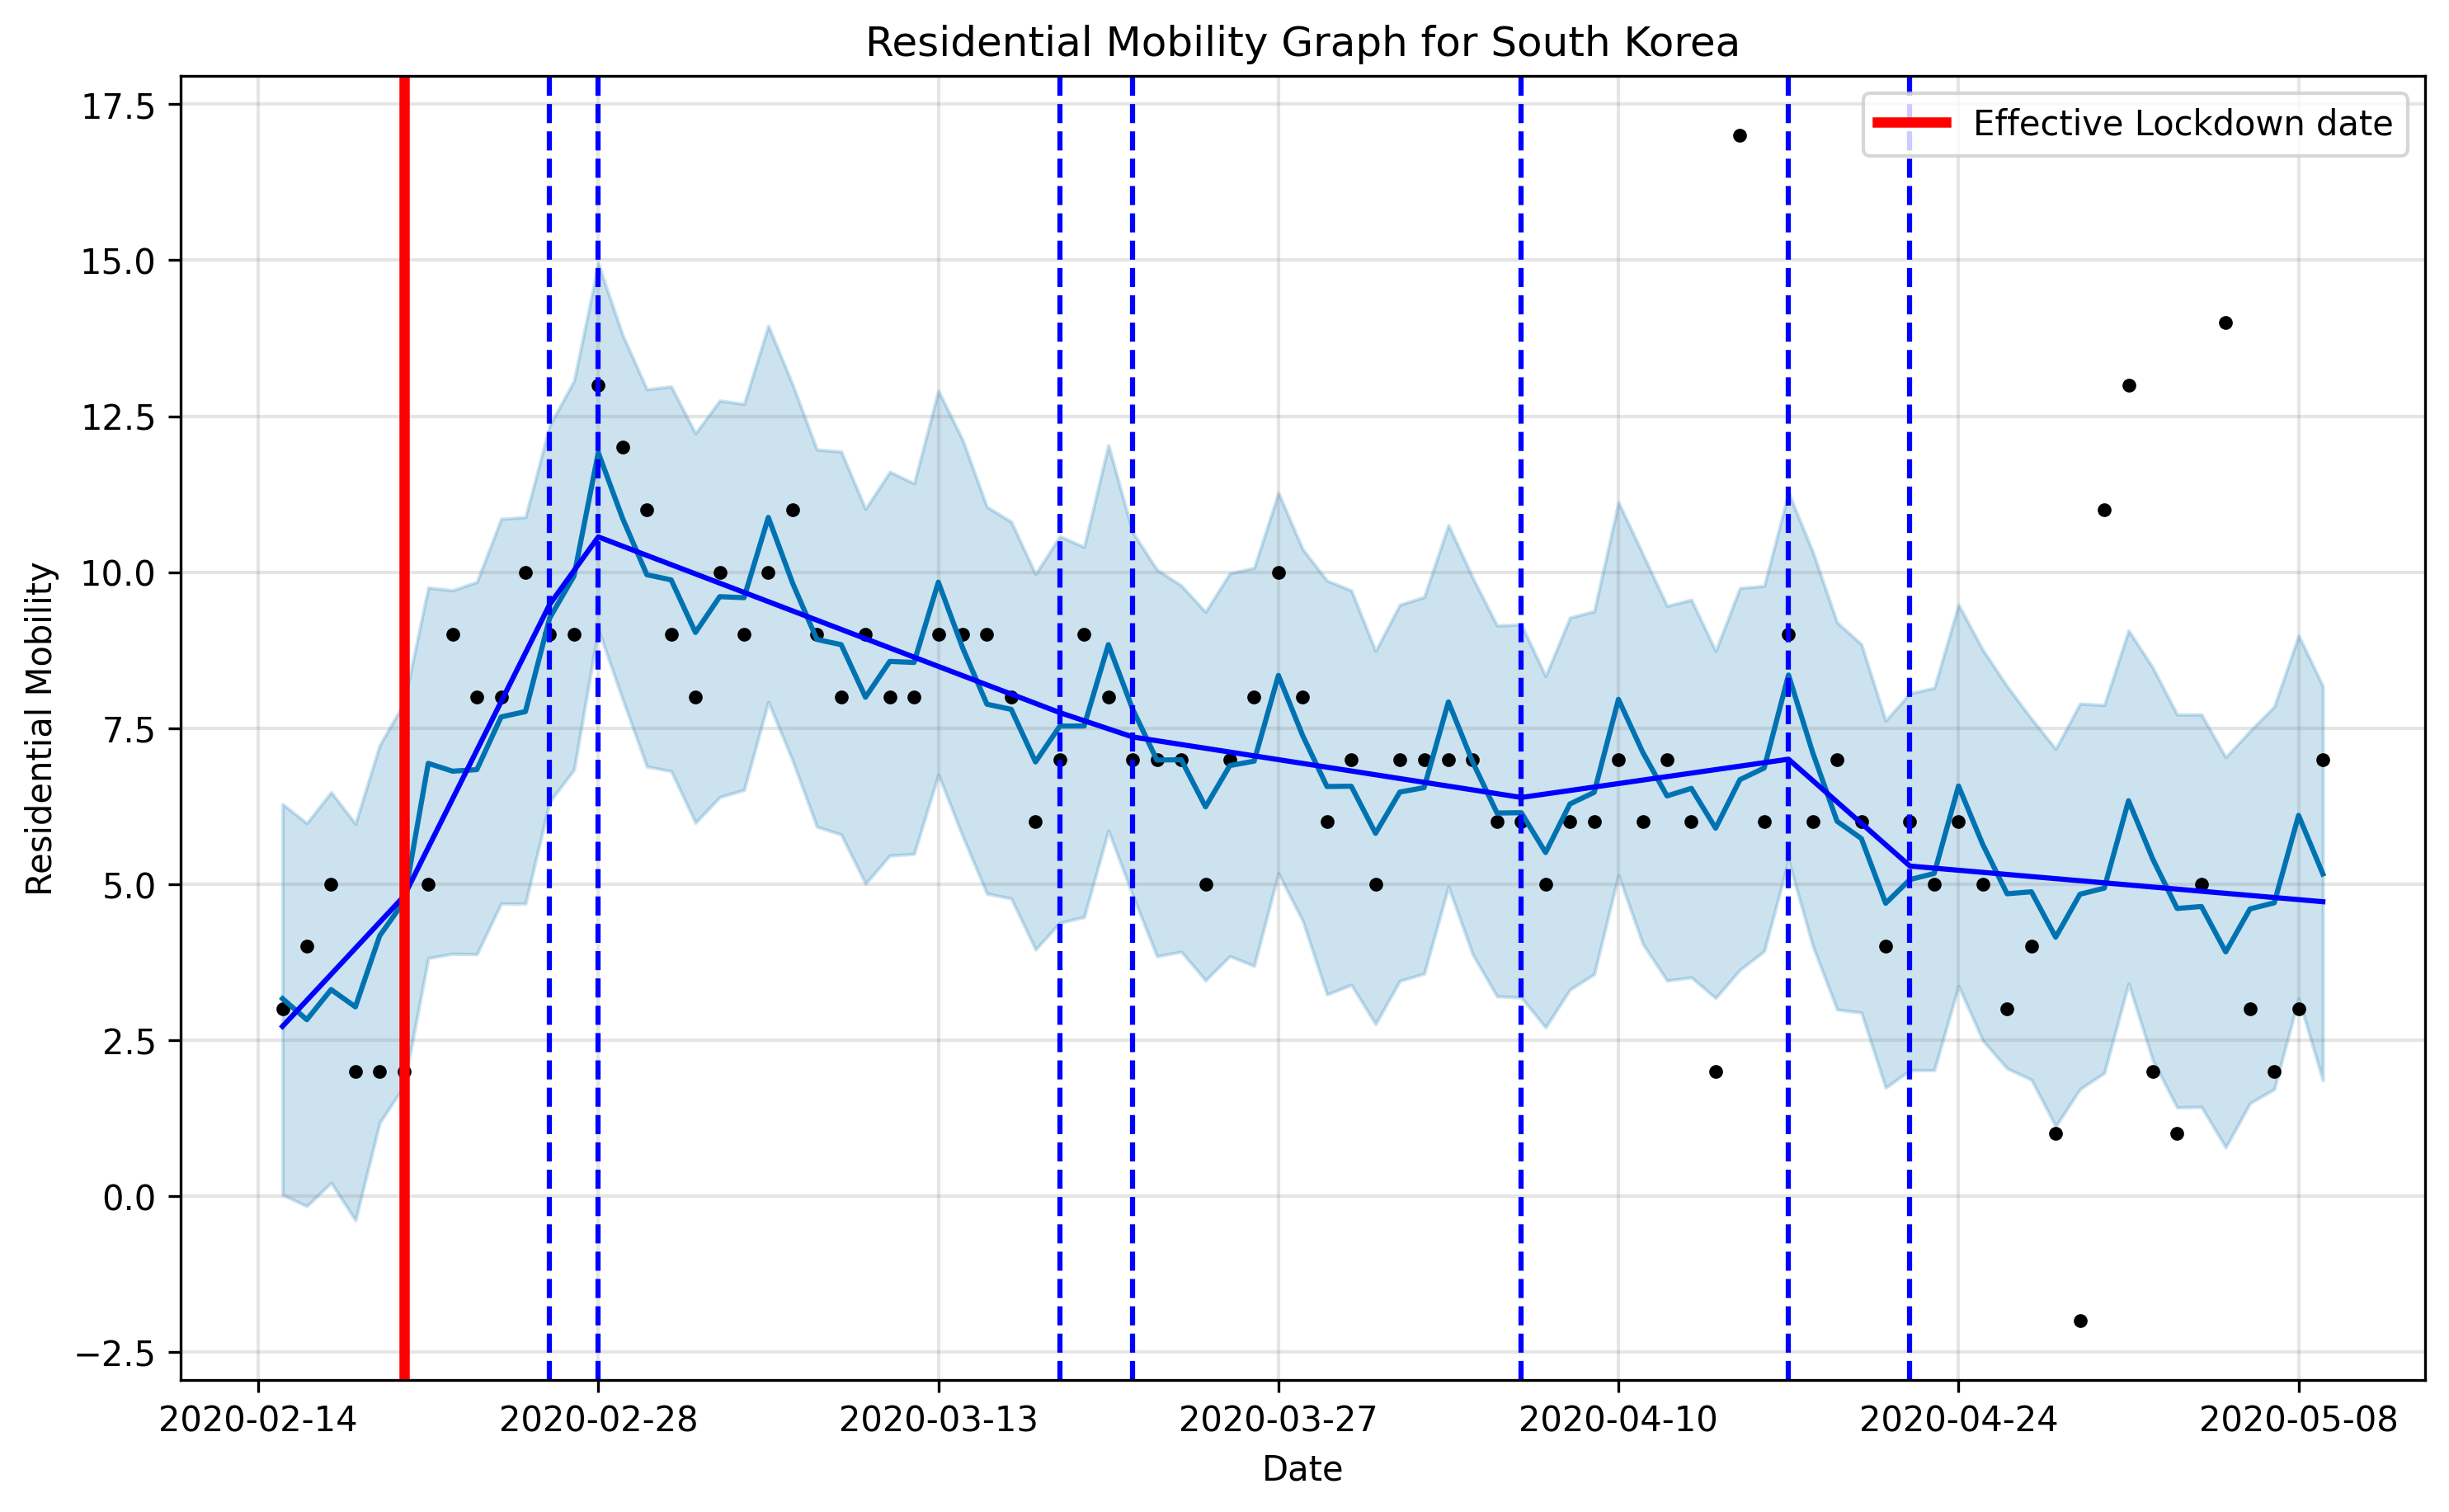 Residential Mobility Graph for South Korea
Effective Lockdown date
Residential Mobility
17.5
15.0
12.5
10.0
7.5
5.0
2.5
0.0
−2.5
2020-02-14 2020-02-28 2020-03-13 2020-03-27 2020-04-10 2020-04-24 2020-05-08
Date